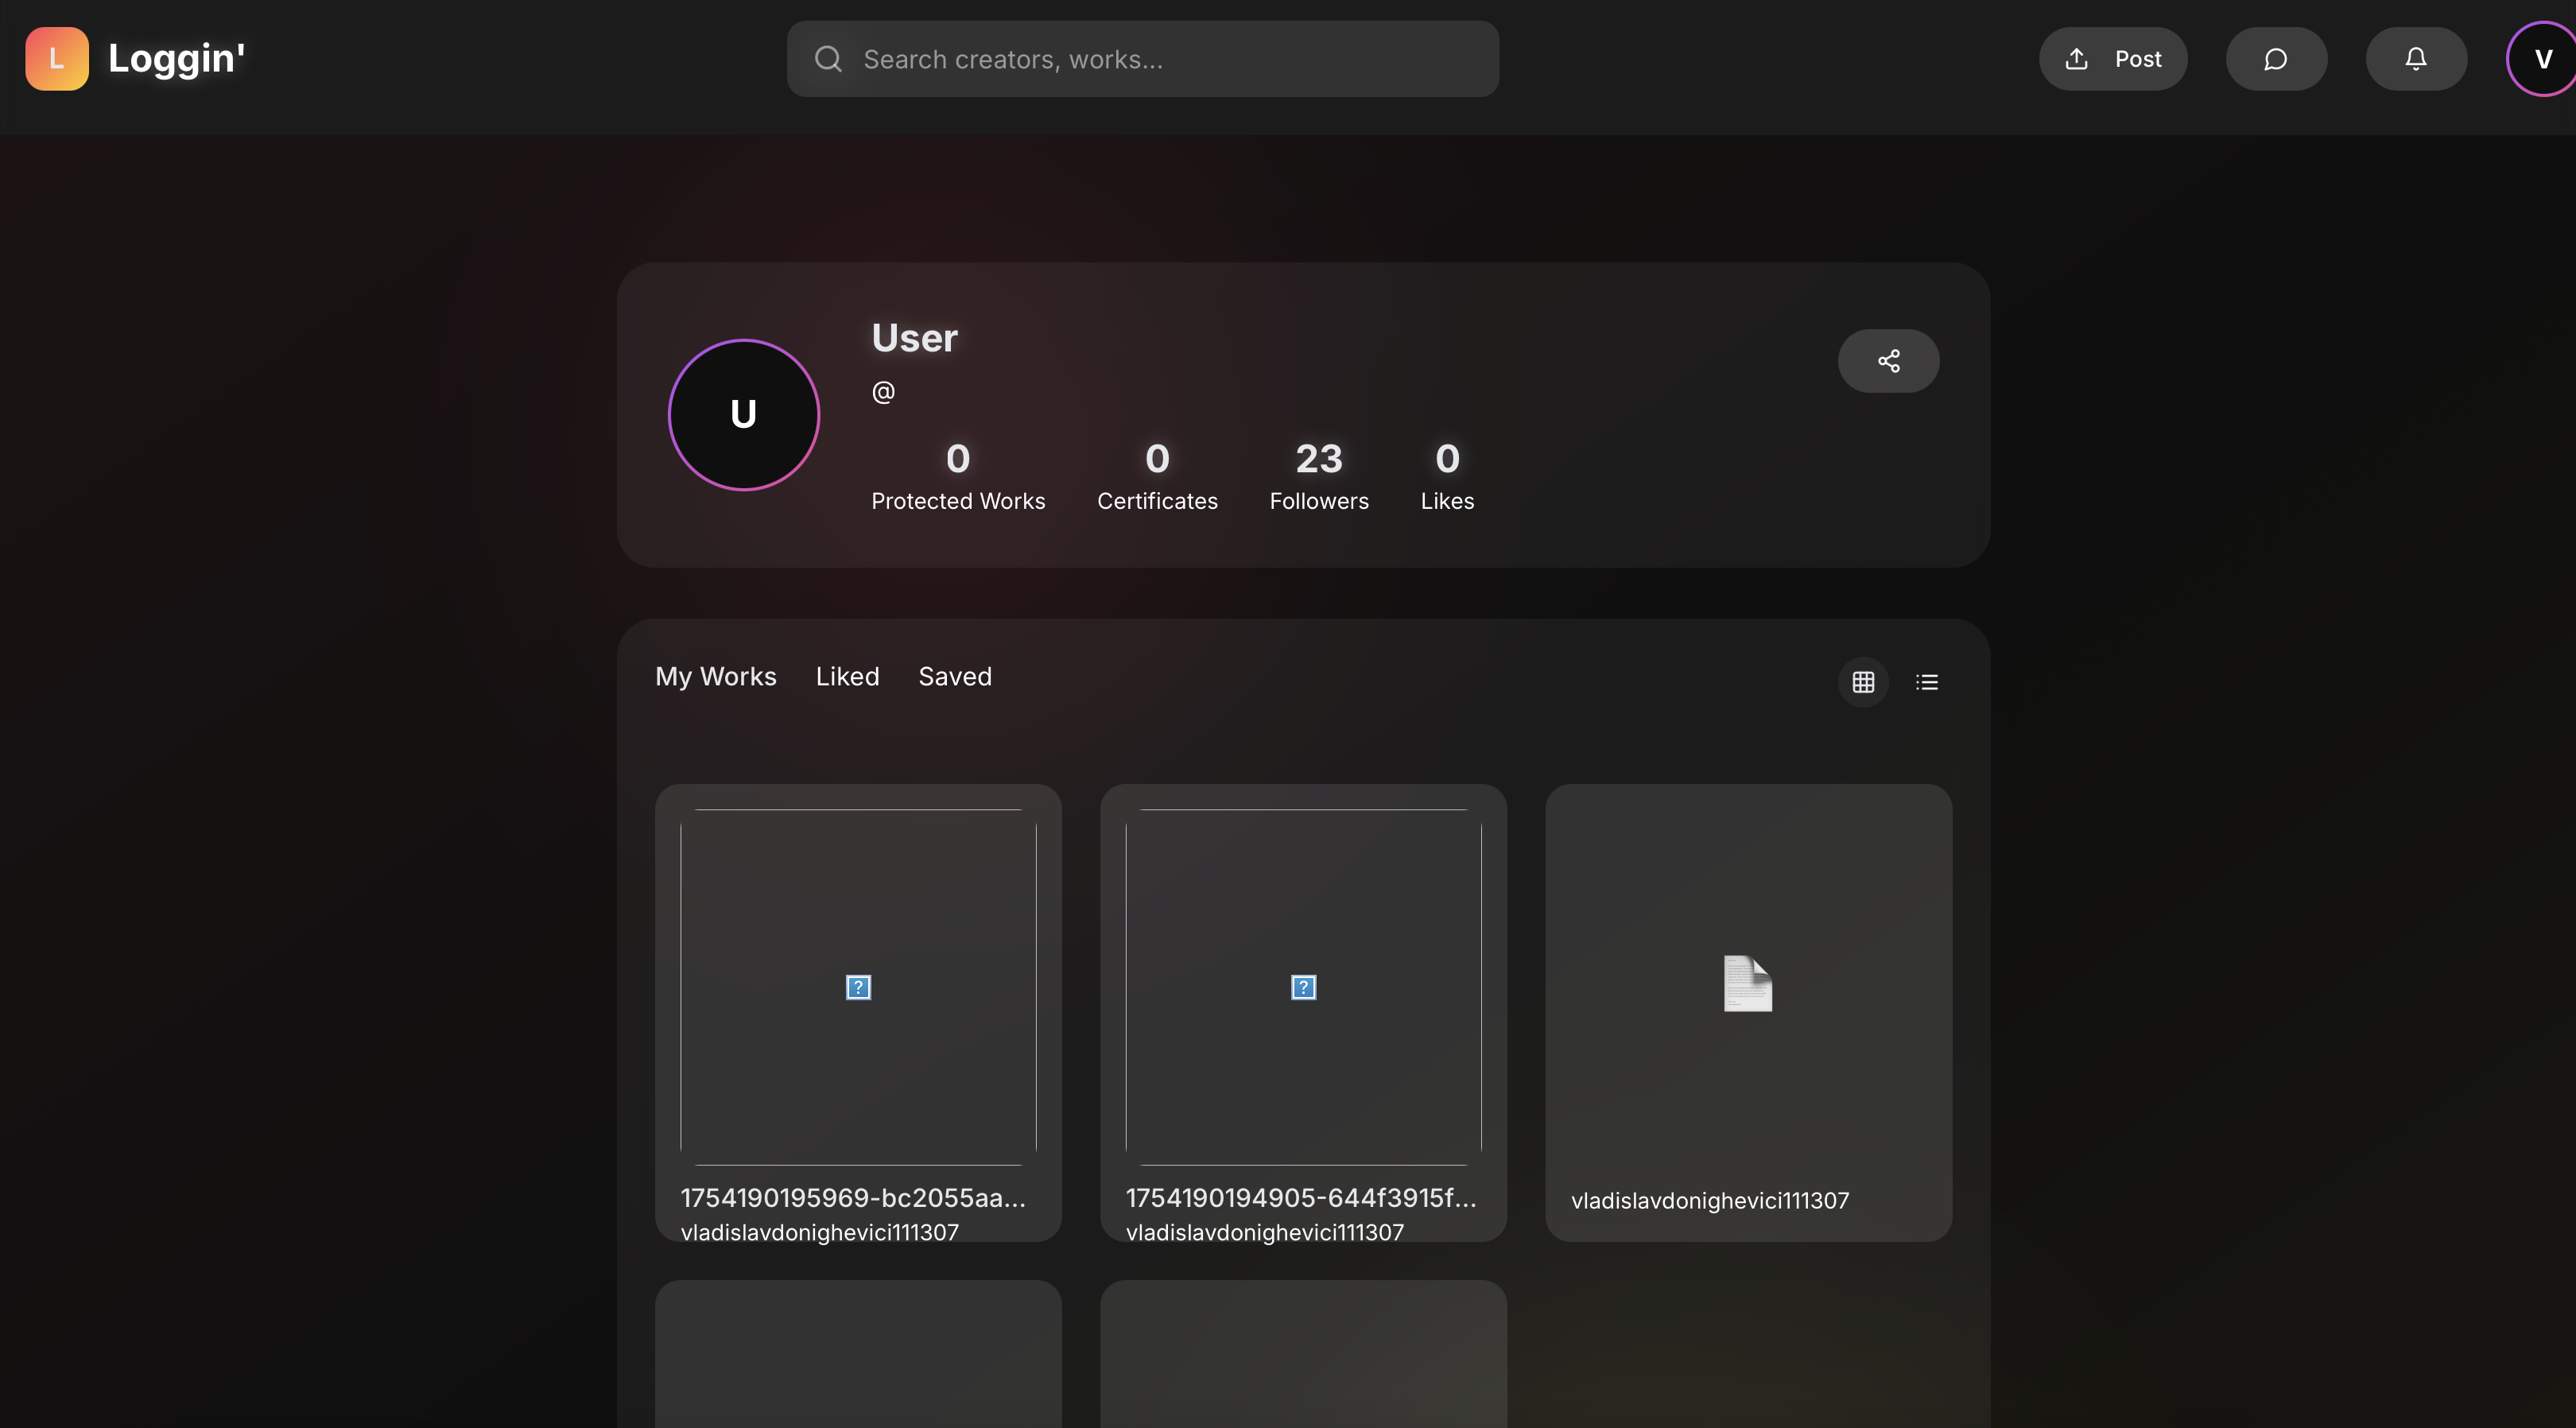 L Loggin'
Search creators, works...
Post
V
U
User
@
0 0 23 0
Protected Works Certificates Followers Likes
My Works Liked Saved
?
?
1754190195969-bc2055aa...
vladislavdonighevici111307
1754190194905-644f3915f...
vladislavdonighevici111307
vladislavdonighevici111307